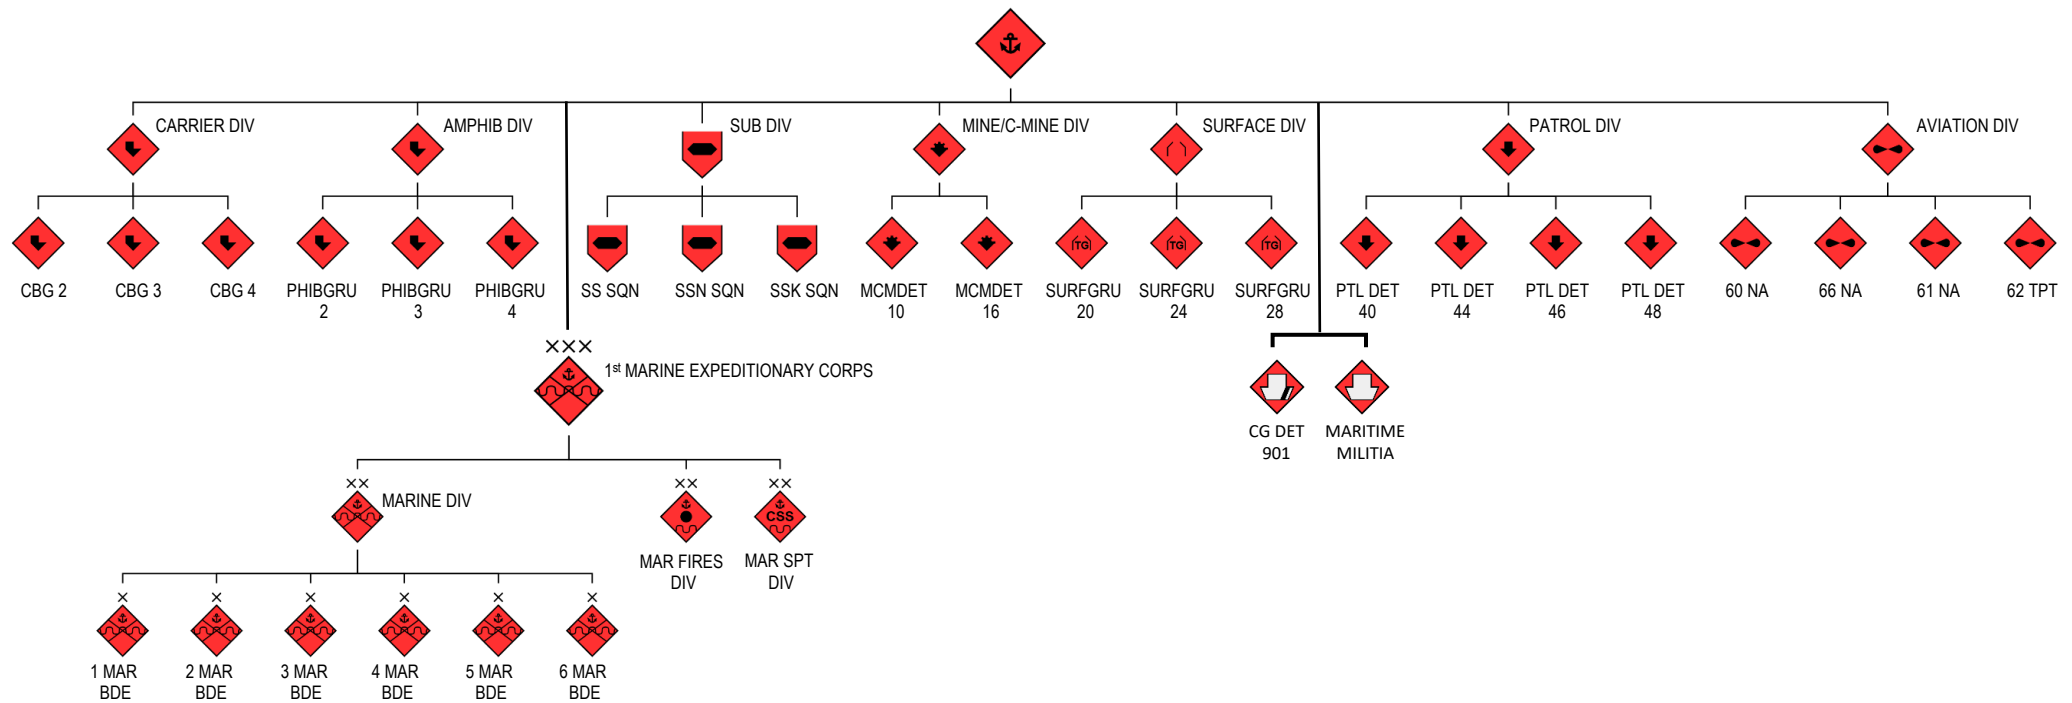 CARRIER DIV
AMPHIB DIV
SUB DIV
MINE/C-MINE DIV
SURFACE DIV
PATROL DIV
AVIATION DIV
TG
TG
TG
CBG 2
CBG 3
CBG 4
PHIBGRU
2
PHIBGRU
3
PHIBGRU
4
SS SQN
SSN SQN
SSK SQN
MCMDET
10
MCMDET
16
SURFGRU
20
SURFGRU
24
SURFGRU
28
PTL DET
40
PTL DET
44
PTL DET
46
PTL DET
48
60 NA
66 NA
61 NA
62 TPT
1st MARINE EXPEDITIONARY CORPS
CG DET
901
MARITIME
MILITIA
MARINE DIV
CSS
MAR FIRES
DIV
MAR SPT
DIV
1 MAR
BDE
2 MAR
BDE
3 MAR
BDE
4 MAR
BDE
5 MAR
BDE
6 MAR
BDE